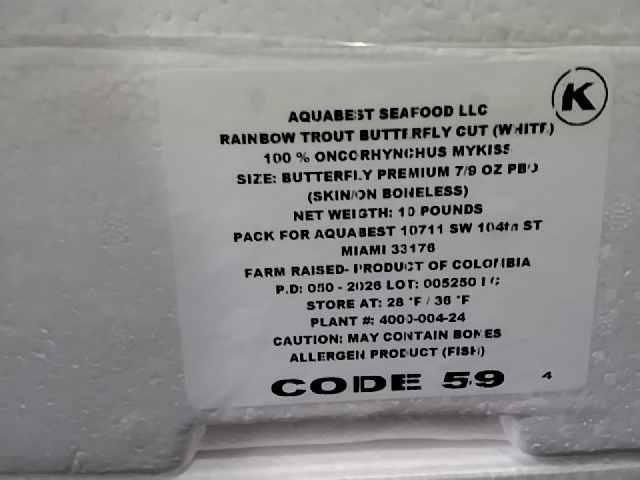 K
AQUABEST SEAFOOD LLC
RAINBOW TROUT BUTTERFLY CUT (WHITE)
100 % ONCORHYNCHUS MYKISS
SIZE: BUTTERFLY PREMIUM 7/9 OZ PBO
(SKIN/ON BONELESS)
NET WEIGTH: 10 POUNDS
PACK FOR AQUABEST 10711 SW 104th ST
MIAMI 33176
FARM RAISED- PRODUCT OF COLOMBIA
P.D: 050 - 2026 LOT: 005250
STORE AT: 28 °F / 36 °F
PLANT #: 4000-004-24
CAUTION: MAY CONTAIN BONES
ALLERGEN PRODUCT (FISH)
CODE 59 4